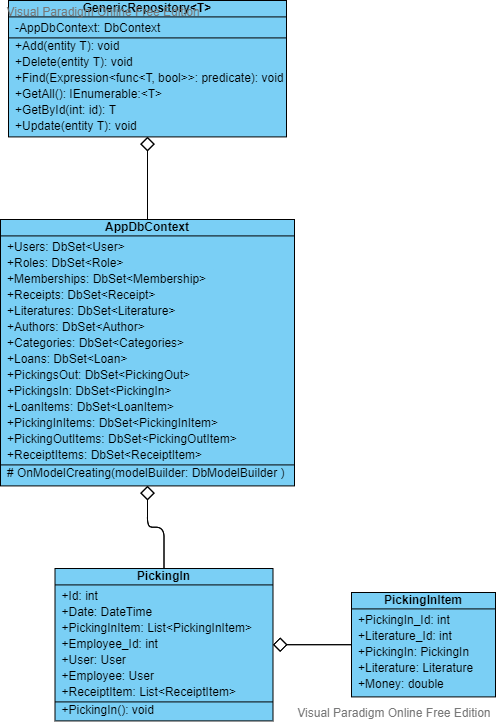 GenericRepository<T>
Visual Paradigm Online Free Edition
-AppDbContext: DbContext
+Add(entity T): void
+Delete(entity T): void
+Find(Expression<func<T, bool>>: predicate): void
+GetAll(): IEnumerable:<T>
+GetById(int: id): T
+Update(entity T): void
AppDbContext
+Users: DbSet<User>
+Roles: DbSet<Role>
+Memberships: DbSet<Membership>
+Receipts: DbSet<Receipt>
+Literatures: DbSet<Literature>
+Authors: DbSet<Author>
+Categories: DbSet<Categories>
+Loans: DbSet<Loan>
+PickingsOut: DbSet<PickingOut>
+PickingsIn: DbSet<PickingIn>
+LoanItems: DbSet<LoanItem>
+PickingInItems: DbSet<PickingInItem>
+PickingOutItems: DbSet<PickingOutItem>
+ReceiptItems: DbSet<ReceiptItem>
# OnModelCreating(modelBuilder: DbModelBuilder )
PickingIn
+Id: int
+Date: DateTime
+PickingInItem: List<PickingInItem>
+Employee_Id: int
+User: User
+Employee: User
+ReceiptItem: List<ReceiptItem>
+PickingIn(): void
PickingInItem
+PickingIn_Id: int
+Literature_Id: int
+PickingIn: PickingIn
+Literature: Literature
+Money: double
Visual Paradigm Online Free Edition